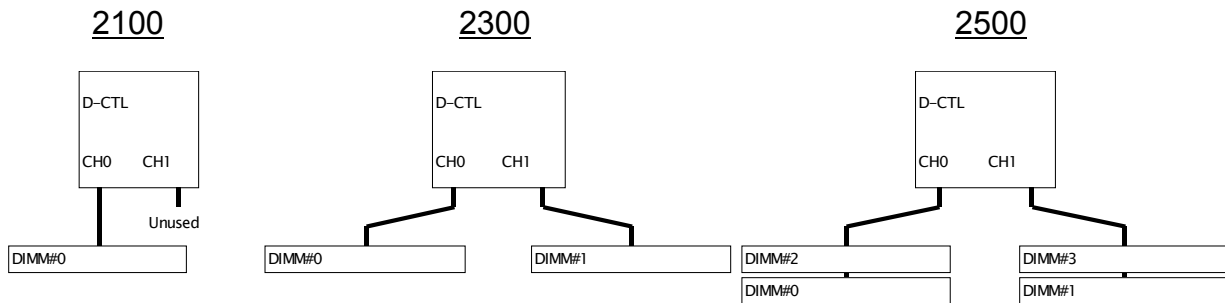 2100 2300 2500
D-CTL D-CTL D-CTL
CH0 CH1 CH0 CH1 CH0 CH1
Unused
DIMM#0 DIMM#0 DIMM#1 DIMM#2 DIMM#3
DIMM#0 DIMM#1